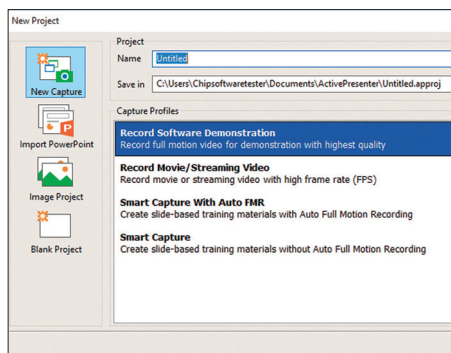 New Project
New Capture
Import PowerPoint
Image Project
Blank Project
Project
Name Untitled
Save in C:\Users\Chipsoftwaretester\Documents\ActivePresenter\Untitled.approj
Capture Profiles
Record Software Demonstration
Record full motion video for demonstration with highest quality
Record Movie/Streaming Video
Record movie or streaming video with high frame rate (FPS)
Smart Capture With Auto FMR
Create slide-based training materials with Auto Full Motion Recording
Smart Capture
Create slide-based training materials without Auto Full Motion Recording